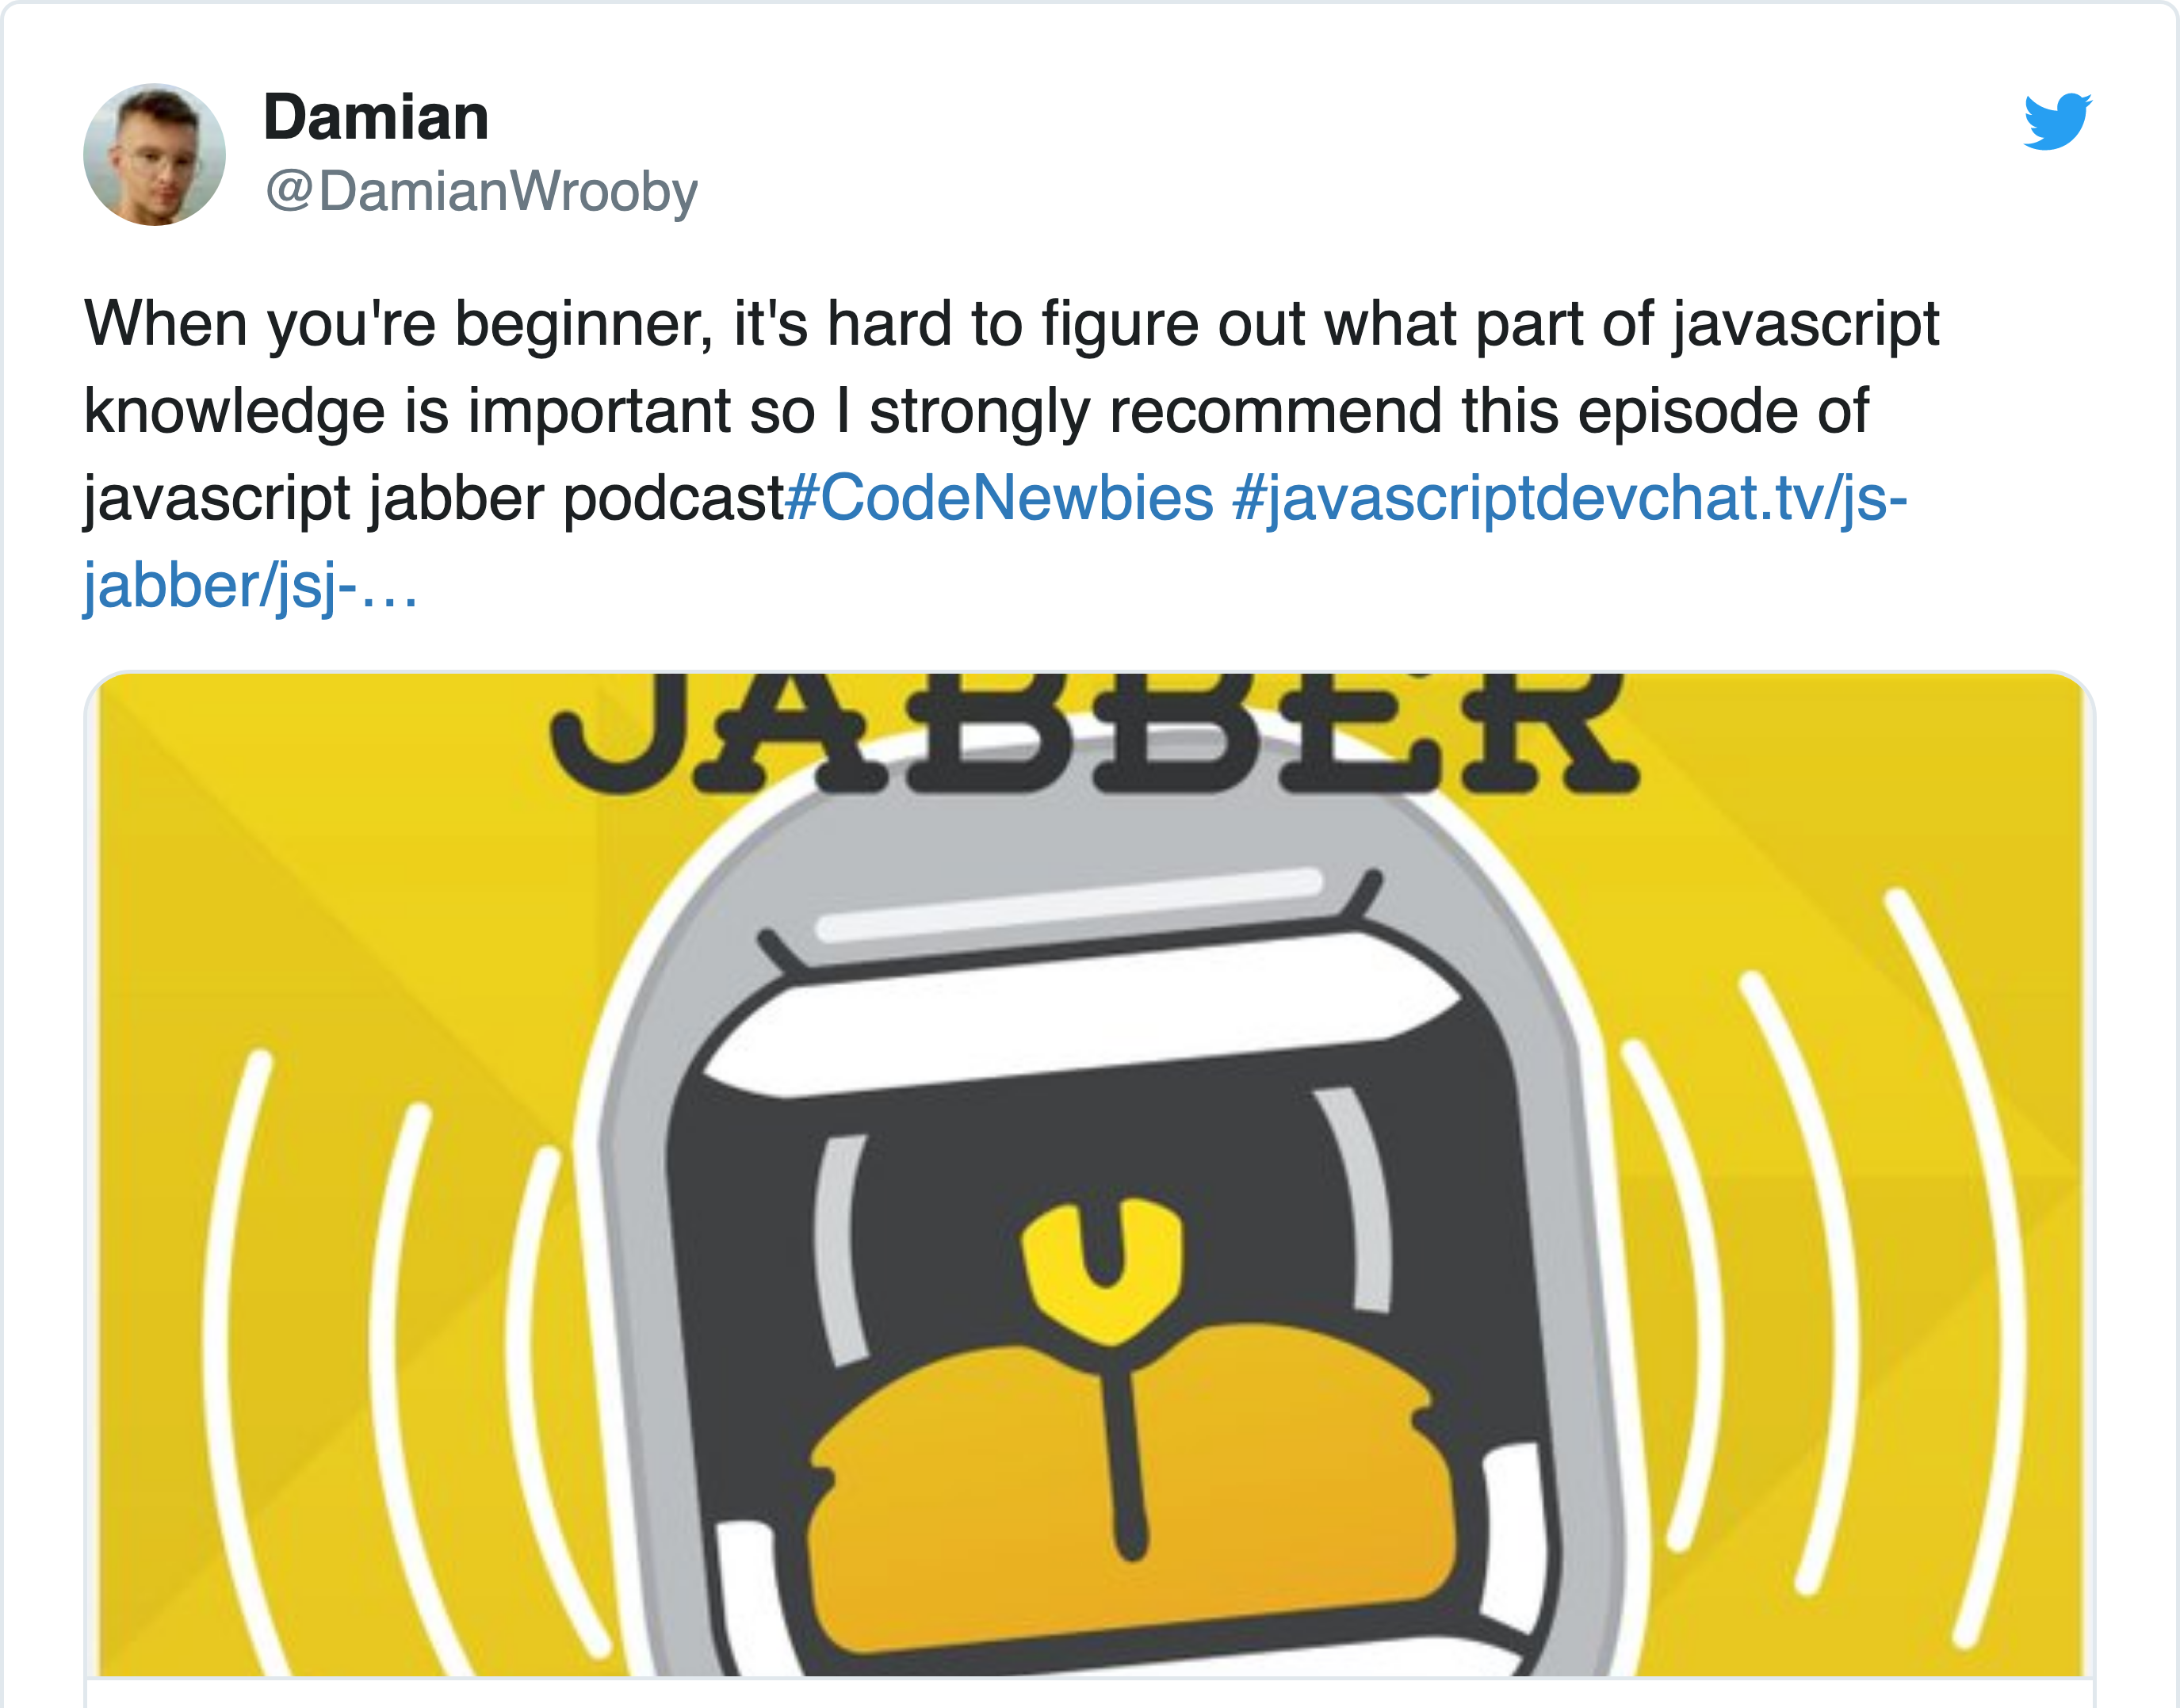 Damian
@DamianWrooby
When you're beginner, it's hard to figure out what part of javascript
knowledge is important so I strongly recommend this episode of
javascript jabber podcast#CodeNewbies #javascriptdevchat.tv/js-
jabber/jsj-…
JABBER